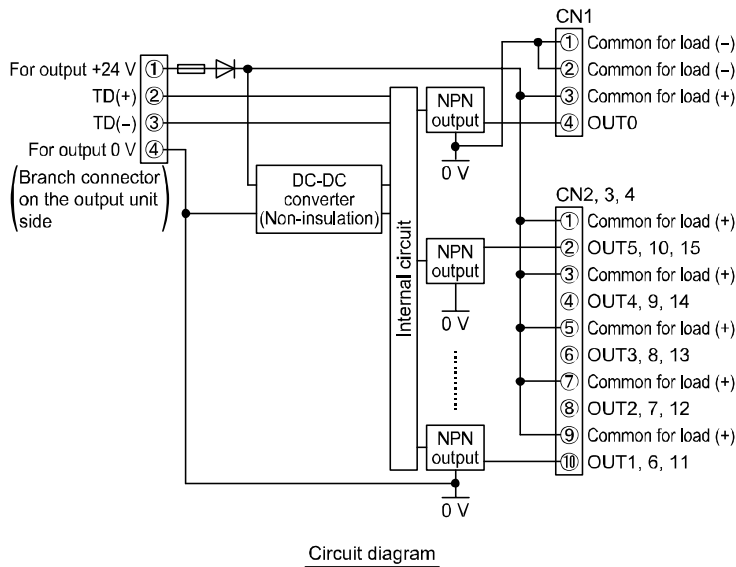 For output +24 V ①
TD(+) ②
TD(−) ③
For output 0 V ④
(Branch connector
on the output unit
side)
DC-DC
converter
(Non-insulation)
Internal circuit
NPN
output
0 V
NPN
output
0 V
NPN
output
0 V
CN1
① Common for load (−)
② Common for load (−)
③ Common for load (+)
④ OUT0
CN2, 3, 4
① Common for load (+)
② OUT5, 10, 15
③ Common for load (+)
④ OUT4, 9, 14
⑤ Common for load (+)
⑥ OUT3, 8, 13
⑦ Common for load (+)
⑧ OUT2, 7, 12
⑨ Common for load (+)
⑩ OUT1, 6, 11
Circuit diagram